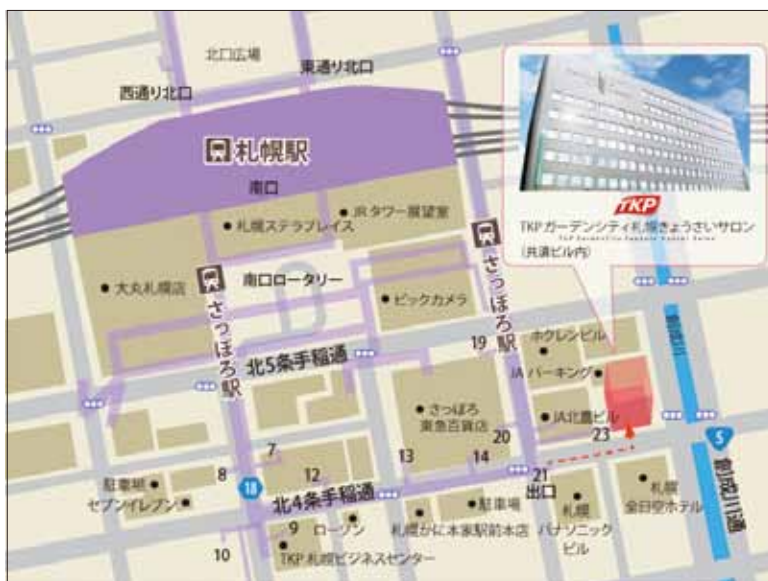 北口広場
東通り北口
西通り北口
札幌駅
南口
JRタワー展望室
札幌ステラプレイス
TKP
TKPガーデンシティ札幌きょうさいサロン
(共済ビル内)
大丸札幌店
南口ロータリー
さっぽろ駅
さっぽろ駅
ビックカメラ
創成川
19
ホクレンビル
北5条手稲通
JAパーキング
さっぽろ
東急百貨店
JA北農ビル
20
23
5
創成川通
7
8
12
13
14
21
出口
18
駐車場
セブンイレブン
北4条手稲通
9
ローソン
10
TKP札幌ビジネスセンター
札幌かに本家駅前本店
駐車場
札幌
パナソニック
ビル
札幌
全日空ホテル